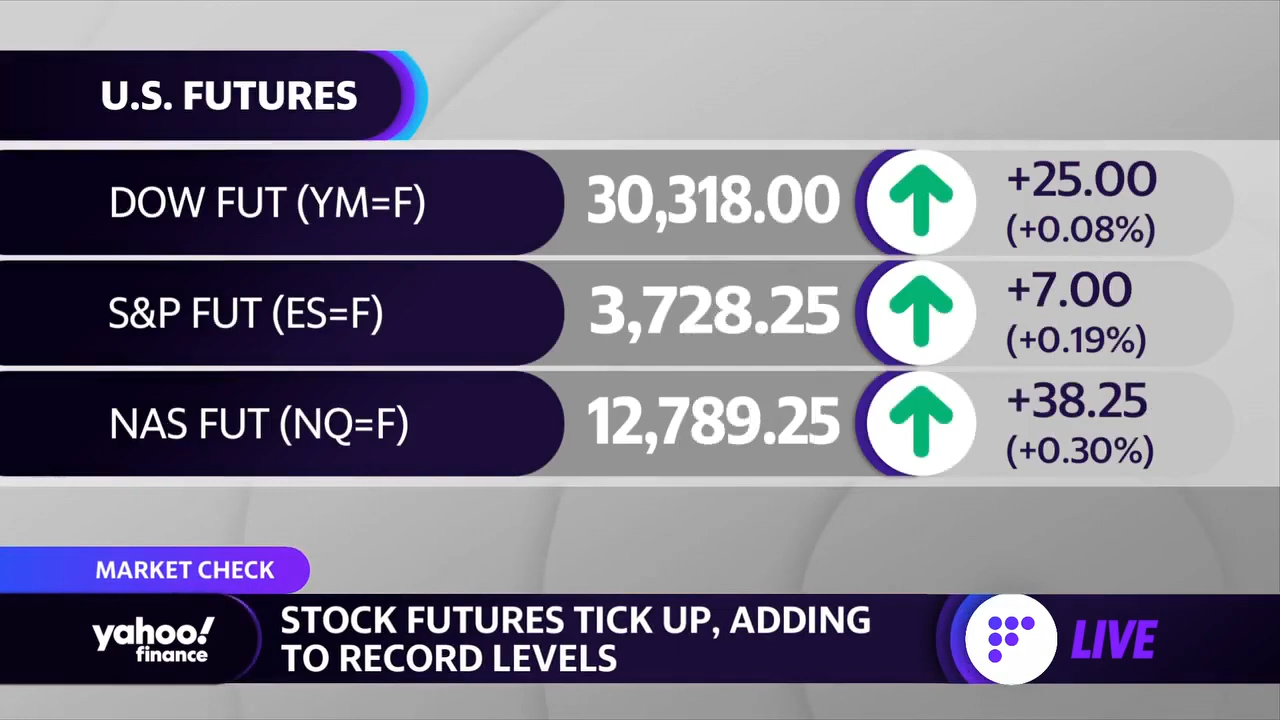 U.S. FUTURES
DOW FUT (YM=F) 30,318.00 +25.00
(+0.08%)
S&P FUT (ES=F) 3,728.25 +7.00
(+0.19%)
NAS FUT (NQ=F) 12,789.25 +38.25
(+0.30%)
MARKET CHECK
yahoo!
finance
STOCK FUTURES TICK UP, ADDING
TO RECORD LEVELS
LIVE